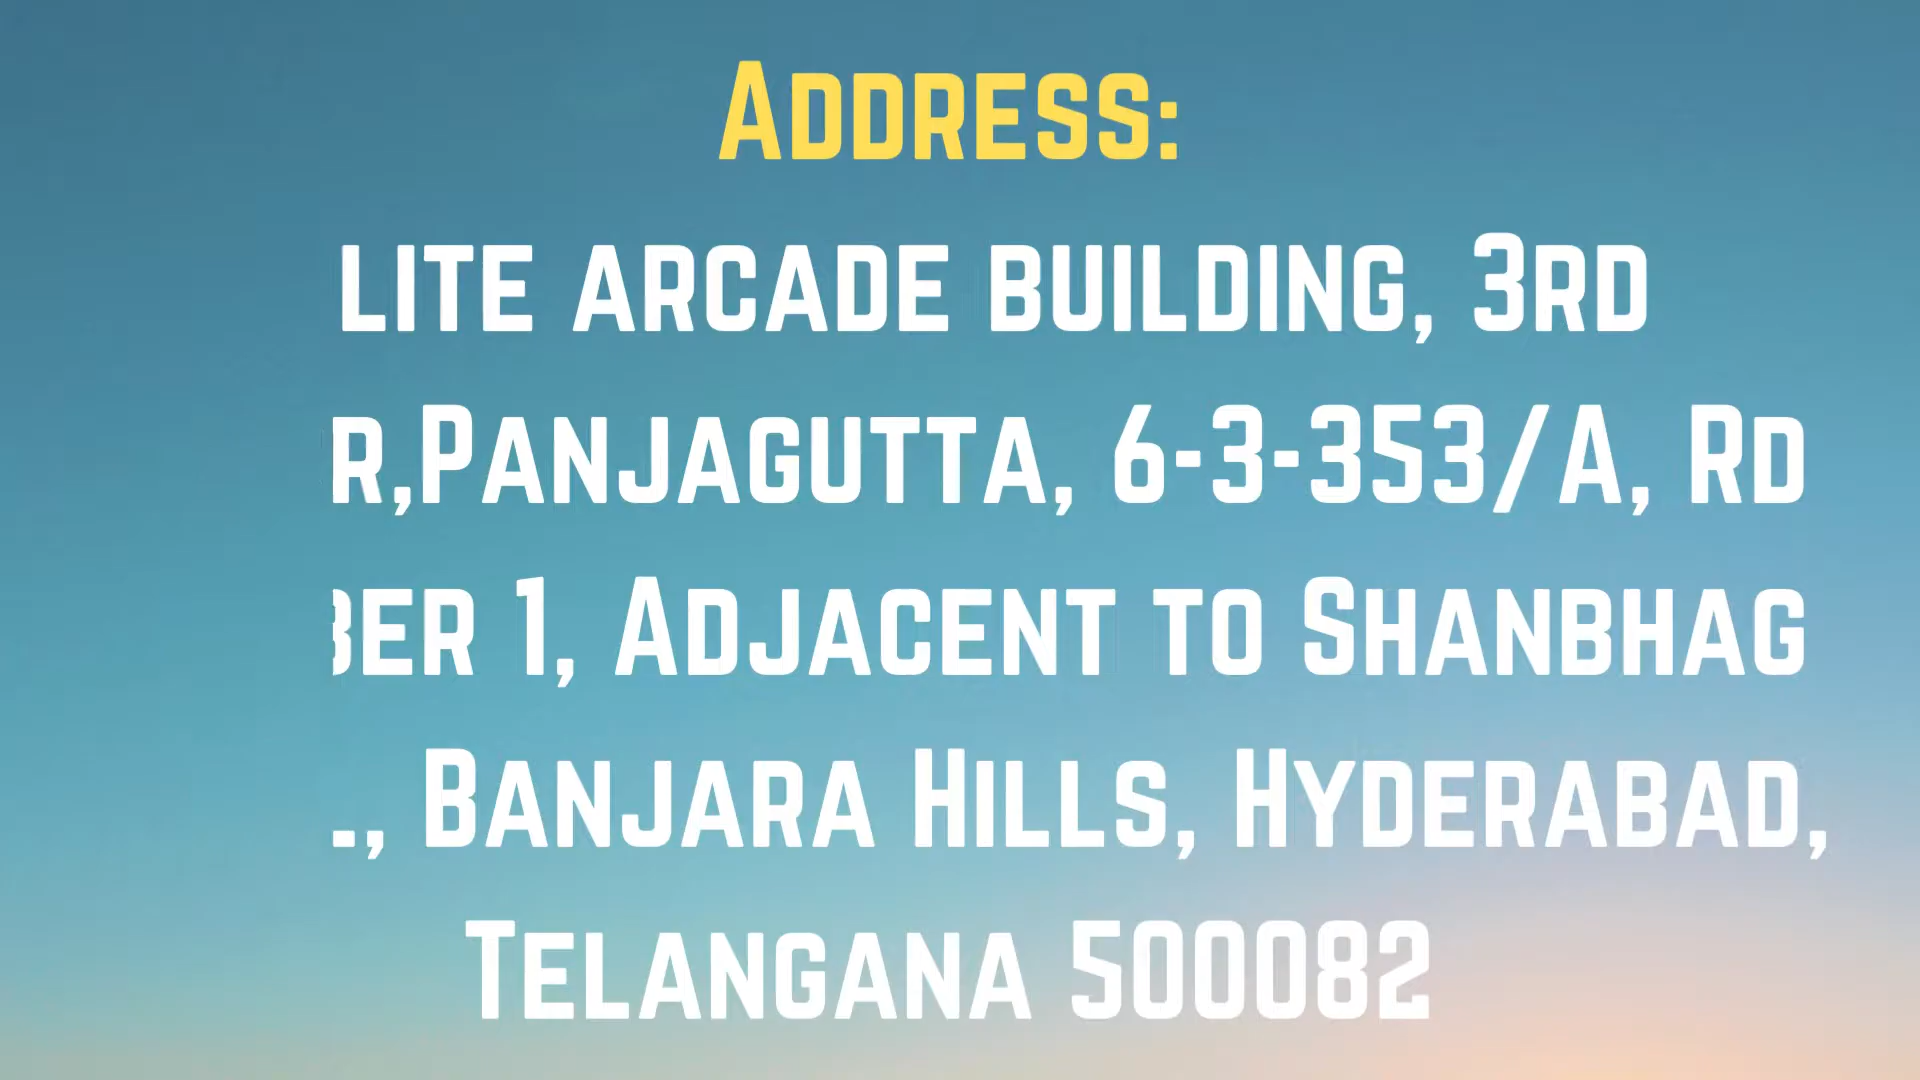 Address:
LITE ARCADE BUILDING, 3RD
R,PANJAGUTTA, 6-3-353/A, RD
BER 1, ADJACENT TO SHANBHAG
., BANJARA HILLS, HYDERABAD,
TELANGANA 500082